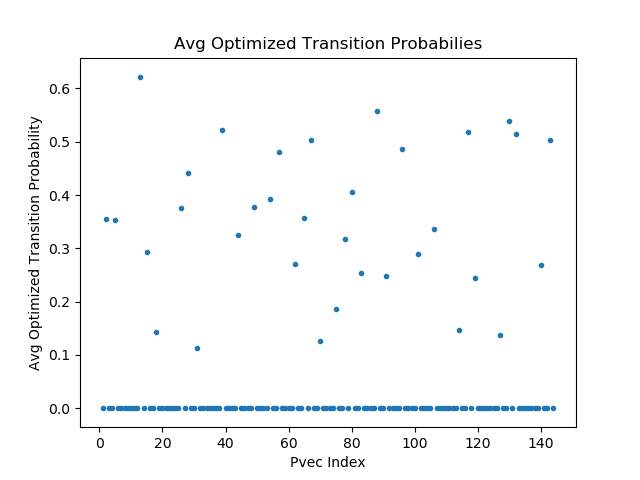 Avg Optimized Transition Probabilies
Avg Optimized Transition Probability
0.6
0.5
0.4
0.3
0.2
0.1
0.0
0 20 40 60 80 100 120 140
Pvec Index